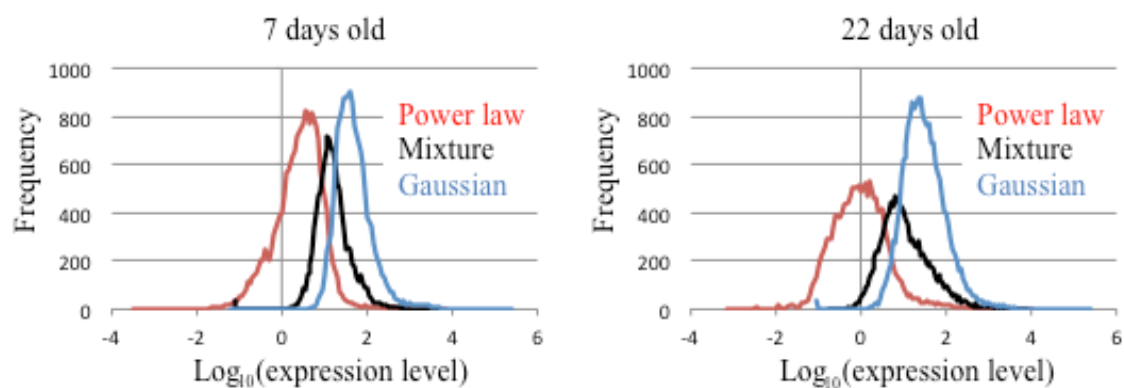 7 days old
1000
800
600
400
200
0
Frequency
Power law
Mixture
Gaussian
-4 -2 0 2 4 6
Log₁₀(expression level)
22 days old
1000
800
600
400
200
0
Frequency
Power law
Mixture
Gaussian
-4 -2 0 2 4 6
Log₁₀(expression level)